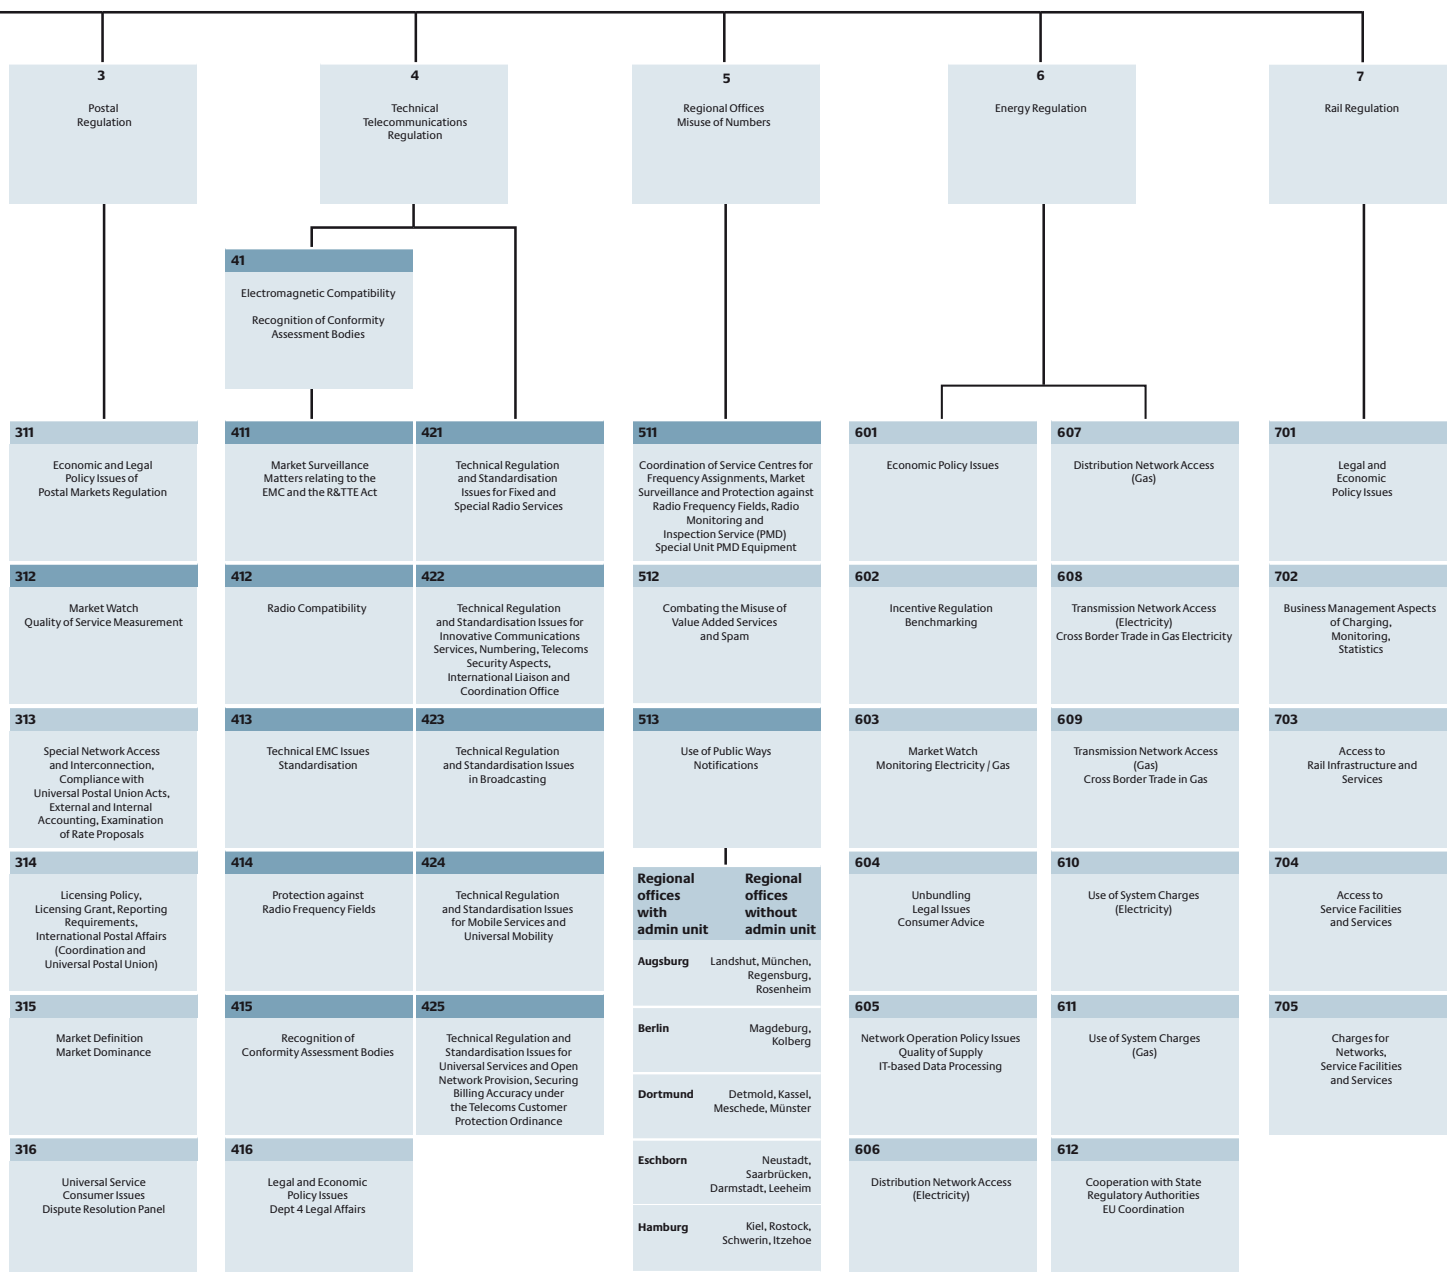 3
Postal
Regulation
4
Technical
Telecommunications
Regulation
5
Regional Offices
Misuse of Numbers
6
Energy Regulation
7
Rail Regulation
41
Electromagnetic Compatibility
Recognition of Conformity
Assessment Bodies
311
Economic and Legal
Policy Issues of
Postal Markets Regulation
312
Market Watch
Quality of Service Measurement
313
Special Network Access
and Interconnection,
Compliance with
Universal Postal Union Acts,
External and Internal
Accounting, Examination
of Rate Proposals
314
Licensing Policy,
Licensing Grant, Reporting
Requirements,
International Postal Affairs
(Coordination and
Universal Postal Union)
315
Market Definition
Market Dominance
316
Universal Service
Consumer Issues
Dispute Resolution Panel
411
Market Surveillance
Matters relating to the
EMC and the R&TTE Act
412
Radio Compatibility
413
Technical EMC Issues
Standardisation
414
Protection against
Radio Frequency Fields
415
Recognition of
Conformity Assessment Bodies
416
Legal and Economic
Policy Issues
Dept 4 Legal Affairs
421
Technical Regulation
and Standardisation
Issues for Fixed and
Special Radio Services
422
Technical Regulation
and Standardisation Issues for
Innovative Communications
Services, Numbering, Telecoms
Security Aspects,
International Liaison and
Coordination Office
423
Technical Regulation
and Standardisation Issues
in Broadcasting
424
Technical Regulation
and Standardisation Issues
for Mobile Services and
Universal Mobility
425
Technical Regulation and
Standardisation Issues for
Universal Services and Open
Network Provision, Securing
Billing Accuracy under
the Telecoms Customer
Protection Ordinance
511
Coordination of Service Centres for
Frequency Assignments, Market
Surveillance and Protection against
Radio Frequency Fields, Radio
Monitoring and
Inspection Service (PMD)
Special Unit PMD Equipment
512
Combating the Misuse of
Value Added Services
and Spam
513
Use of Public Ways
Notifications
Regional
offices
with
admin unit
Regional
offices
without
admin unit
Augsburg
Landshut, München,
Regensburg,
Rosenheim
Berlin
Magdeburg,
Kolberg
Dortmund
Detmold, Kassel,
Meschede, Münster
Eschborn
Neustadt,
Saarbrücken,
Darmstadt, Leeheim
Hamburg
Kiel, Rostock,
Schwerin, Itzehoe
601
Economic Policy Issues
602
Incentive Regulation
Benchmarking
603
Market Watch
Monitoring Electricity / Gas
604
Unbundling
Legal Issues
Consumer Advice
605
Network Operation Policy Issues
Quality of Supply
IT-based Data Processing
606
Distribution Network Access
(Electricity)
607
Distribution Network Access
(Gas)
608
Transmission Network Access
(Electricity)
Cross Border Trade in Gas Electricity
609
Transmission Network Access
(Gas)
Cross Border Trade in Gas
610
Use of System Charges
(Electricity)
611
Use of System Charges
(Gas)
612
Cooperation with State
Regulatory Authorities
EU Coordination
701
Legal and
Economic
Policy Issues
702
Business Management Aspects
of Charging,
Monitoring,
Statistics
703
Access to
Rail Infrastructure and
Services
704
Access to
Service Facilities
and Services
705
Charges for
Networks,
Service Facilities
and Services